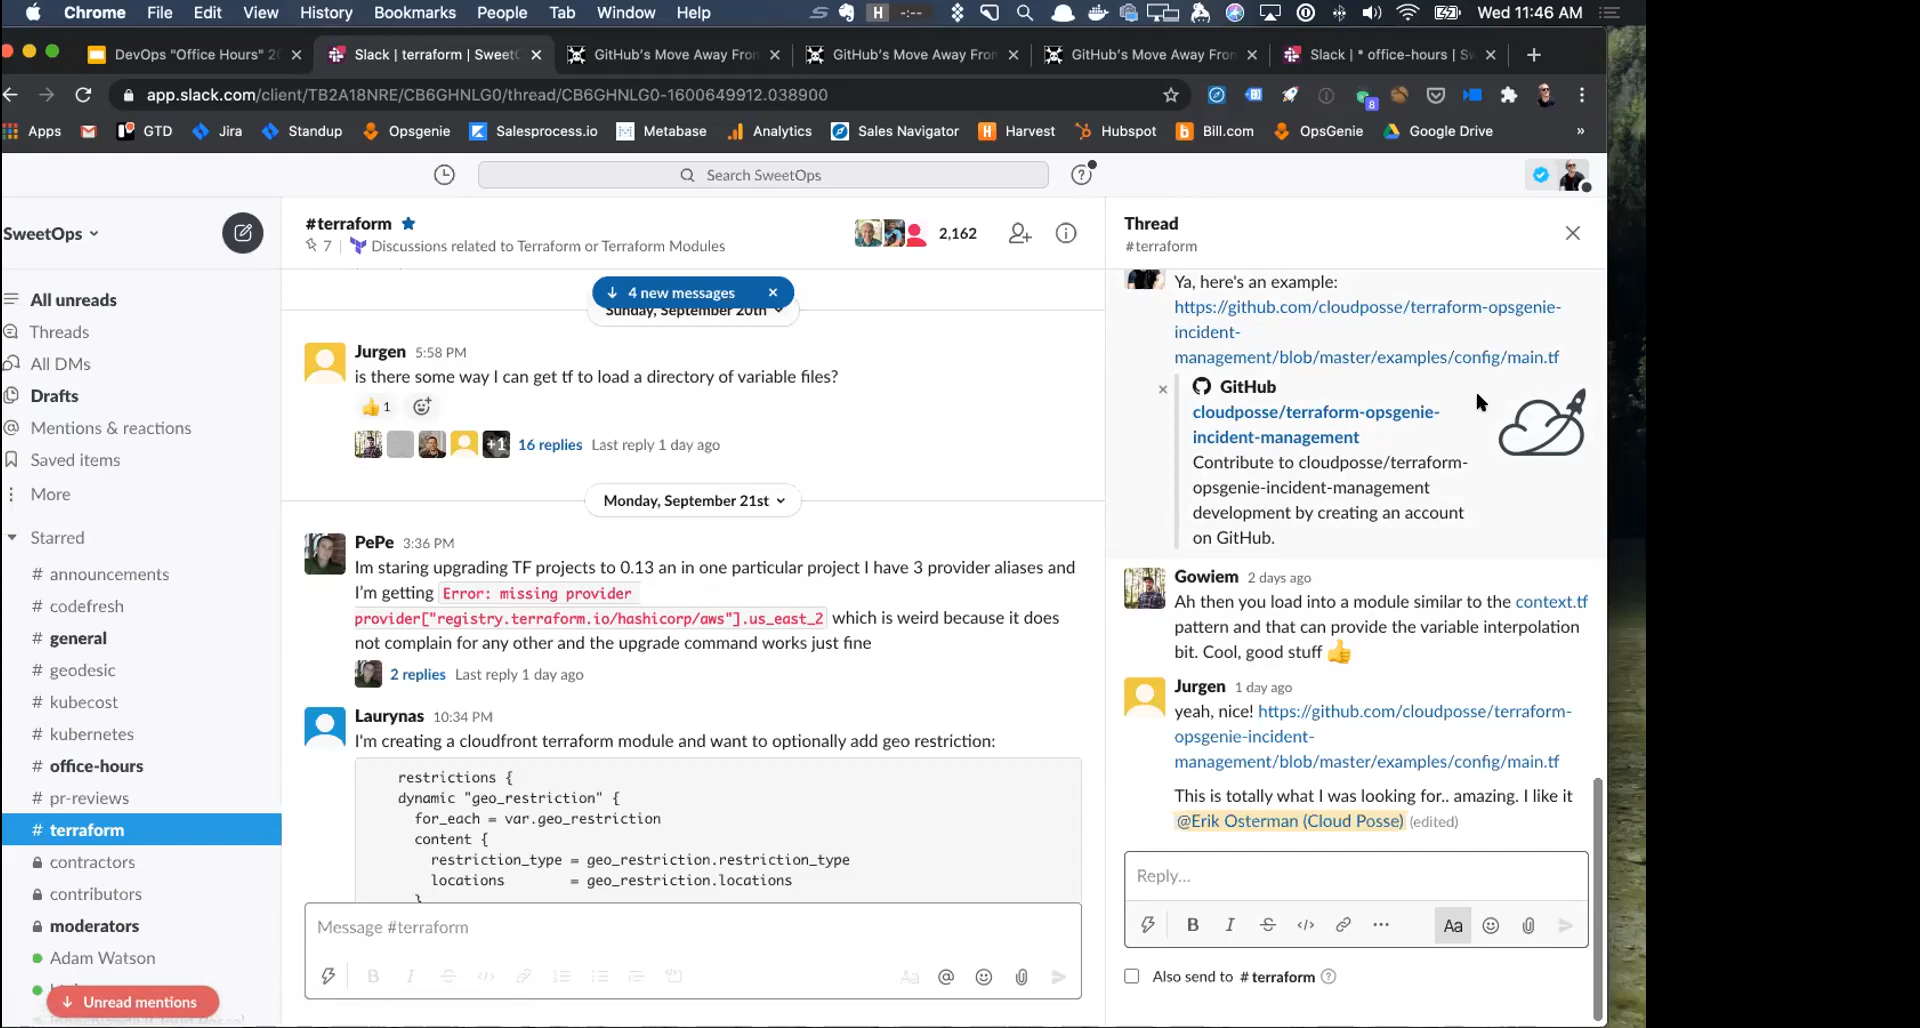 Chrome File Edit View History Bookmarks People Tab Window Help
H -:-- Wed 11:46 AM
DevOps "Office Hours" 2
Slack | terraform | Sweet
GitHub's Move Away From
GitHub's Move Away From
GitHub's Move Away From
Slack | * office-hours | S
app.slack.com/client/TB2A18NRE/CB6GHNLG0/thread/CB6GHNLG0-1600649912.038900
8
Apps GTD Jira Standup Opsgenie Salesprocess.io Metabase Analytics Sales Navigator Harvest Hubspot Bill.com OpsGenie Google Drive »
Search SweetOps
SweetOps
All unreads
Threads
All DMs
Drafts
Mentions & reactions
Saved items
More
Starred
# announcements
# codefresh
# general
# geodesic
# kubecost
# kubernetes
# office-hours
# pr-reviews
# terraform
contractors
contributors
moderators
Adam Watson
Unread mentions
#terraform
7 Discussions related to Terraform or Terraform Modules
2,162
4 new messages
Sunday, September 20th
Jurgen 5:58 PM
is there some way I can get tf to load a directory of variable files?
1
+1 16 replies Last reply 1 day ago
Monday, September 21st
PePe 3:36 PM
Im staring upgrading TF projects to 0.13 an in one particular project I have 3 provider aliases and
I'm getting Error: missing provider
provider["registry.terraform.io/hashicorp/aws"].us_east_2 which is weird because it does
not complain for any other and the upgrade command works just fine
2 replies Last reply 1 day ago
Laurynas 10:34 PM
I'm creating a cloudfront terraform module and want to optionally add geo restriction:
restrictions {
dynamic "geo_restriction" {
for_each = var.geo_restriction
content {
restriction_type = geo_restriction.restriction_type
locations = geo_restriction.locations
}
Message #terraform
Thread
#terraform
Ya, here's an example:
https://github.com/cloudposse/terraform-opsgenie-
incident-
management/blob/master/examples/config/main.tf
GitHub
cloudposse/terraform-opsgenie-
incident-management
Contribute to cloudposse/terraform-
opsgenie-incident-management
development by creating an account
on GitHub.
Gowiem 2 days ago
Ah then you load into a module similar to the context.tf
pattern and that can provide the variable interpolation
bit. Cool, good stuff
Jurgen 1 day ago
yeah, nice! https://github.com/cloudposse/terraform-
opsgenie-incident-
management/blob/master/examples/config/main.tf
This is totally what I was looking for.. amazing. I like it
@Erik Osterman (Cloud Posse) (edited)
Reply...
B I S </> Aa
Also send to # terraform